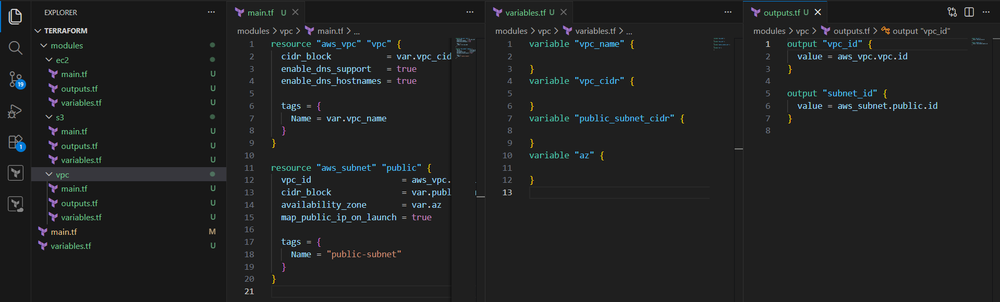 EXPLORER
TERRAFORM
modules
ec2
main.tf U
outputs.tf U
variables.tf U
s3
main.tf U
outputs.tf U
variables.tf U
vpc
main.tf U
outputs.tf U
variables.tf U
main.tf M
variables.tf U
19
1
main.tf U
modules > vpc > main.tf > ...
1 resource "aws_vpc" "vpc" {
2 cidr_block = var.vpc_cid
3 enable_dns_support = true
4 enable_dns_hostnames = true
5
6 tags = {
7 Name = var.vpc_name
8 }
9 }
10
11 resource "aws_subnet" "public" {
12 vpc_id = aws_vpc.
13 cidr_block = var.publ
14 availability_zone = var.az
15 map_public_ip_on_launch = true
16
17 tags = {
18 Name = "public-subnet"
19 }
20 }
21
variables.tf U
modules > vpc > variables.tf > ...
1 variable "vpc_name" {
2
3 }
4 variable "vpc_cidr" {
5
6 }
7 variable "public_subnet_cidr" {
8
9 }
10 variable "az" {
11
12 }
13
outputs.tf U
modules > vpc > outputs.tf > output "vpc_id"
1 output "vpc_id" {
2 value = aws_vpc.vpc.id
3 }
4
5 output "subnet_id" {
6 value = aws_subnet.public.id
7 }
8